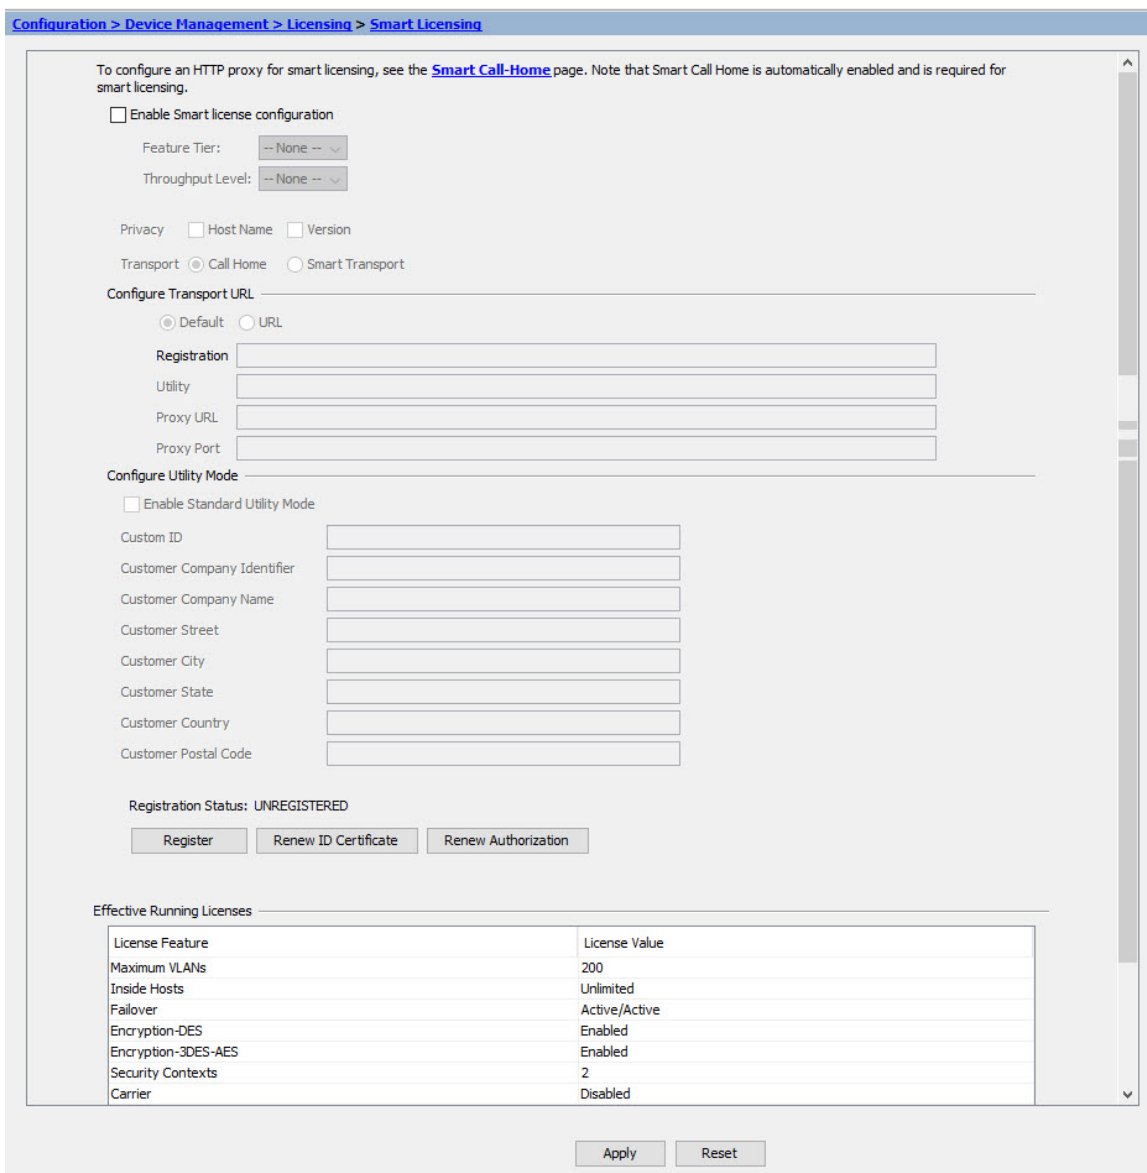 Configuration > Device Management > Licensing > Smart Licensing
To configure an HTTP proxy for smart licensing, see the Smart Call-Home page. Note that Smart Call Home is automatically enabled and is required for
smart licensing.
Enable Smart license configuration
Feature Tier: -- None --
Throughput Level: -- None --
Privacy Host Name Version
Transport Call Home Smart Transport
Configure Transport URL
Default URL
Registration
Utility
Proxy URL
Proxy Port
Configure Utility Mode
Enable Standard Utility Mode
Custom ID
Customer Company Identifier
Customer Company Name
Customer Street
Customer City
Customer State
Customer Country
Customer Postal Code
Registration Status: UNREGISTERED
Register Renew ID Certificate Renew Authorization
Effective Running Licenses
License Feature License Value
Maximum VLANs 200
Inside Hosts Unlimited
Failover Active/Active
Encryption-DES Enabled
Encryption-3DES-AES Enabled
Security Contexts 2
Carrier Disabled
Apply Reset